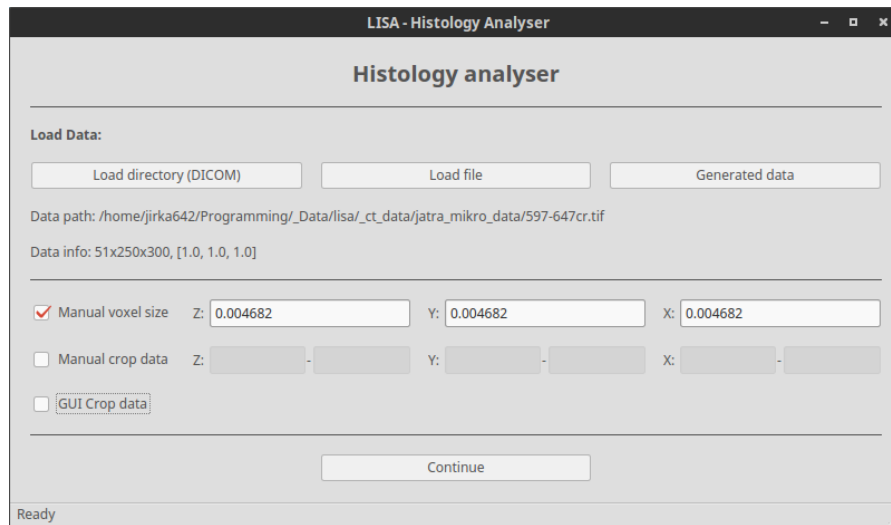 LISA - Histology Analyser
Histology analyser
Load Data:
Load directory (DICOM) Load file Generated data
Data path: /home/jirka642/Programming/_Data/lisa/_ct_data/jatra_mikro_data/597-647cr.tif
Data info: 51x250x300, [1.0, 1.0, 1.0]
Manual voxel size Z: 0.004682 Y: 0.004682 X: 0.004682
Manual crop data Z: - Y: - X: -
GUI Crop data
Continue
Ready